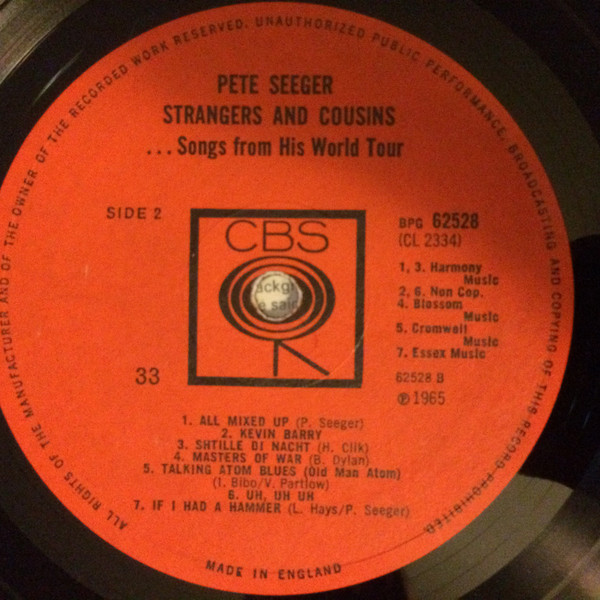 ALL RIGHTS OF THE MANUFACTURER AND OF THE OWNER OF THE RECORDED WORK RESERVED. UNAUTHORIZED PUBLIC PERFORMANCE, BROADCASTING AND COPYING OF THIS RECORD PROHIBITED
PETE SEEGER
STRANGERS AND COUSINS
...Songs from His World Tour
SIDE 2
CBS
ackgr
e said
33
BPG 62528
(CL 2334)
1, 3. Harmony
Music
2, 6. Non Cop.
4. Blossom
Music
5. Cromwell
Music
7. Essex Music
62528 B
℗ 1965
1. ALL MIXED UP (P. Seeger)
2. KEVIN BARRY
3. SHTILLE DI NACHT (H. Clik)
4. MASTERS OF WAR (B. Dylan)
5. TALKING ATOM BLUES (Old Man Atom)
(I. Bibo/V. Partlow)
6. UH, UH UH
7. IF I HAD A HAMMER (L. Hays/P. Seeger)
MADE IN ENGLAND